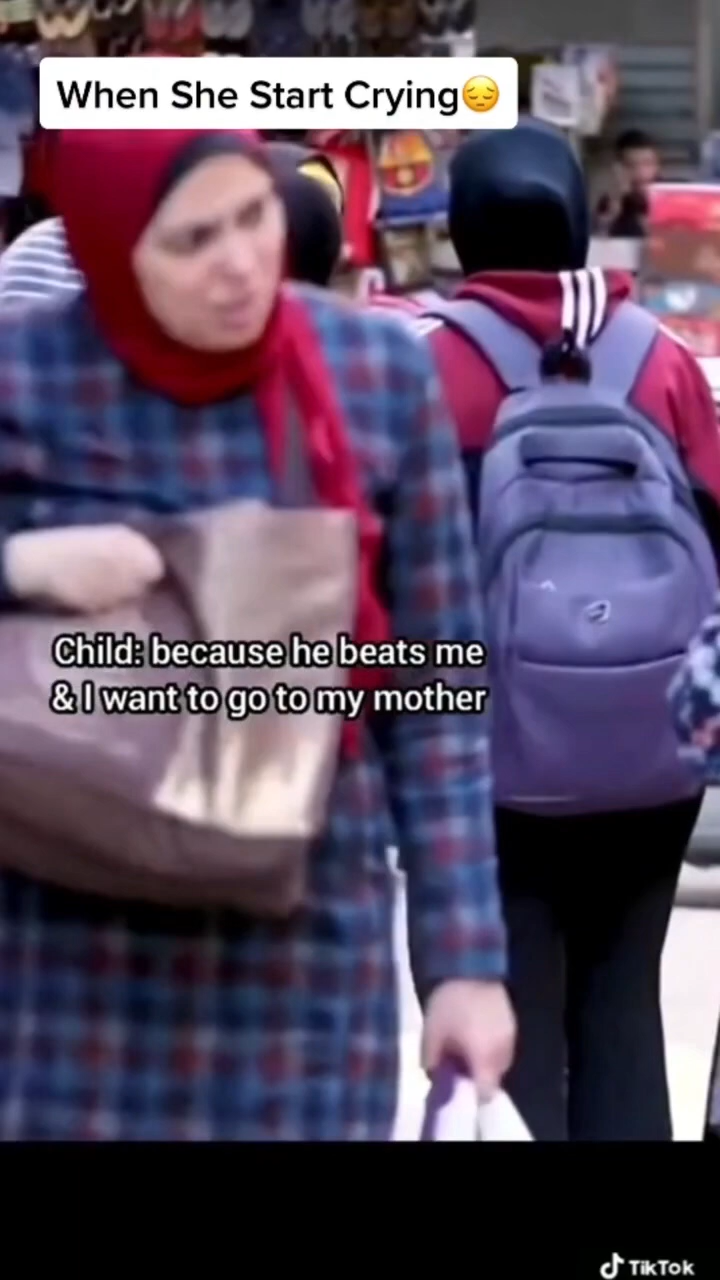 When She Start Crying😔
Child: because he beats me
& I want to go to my mother
TikTok